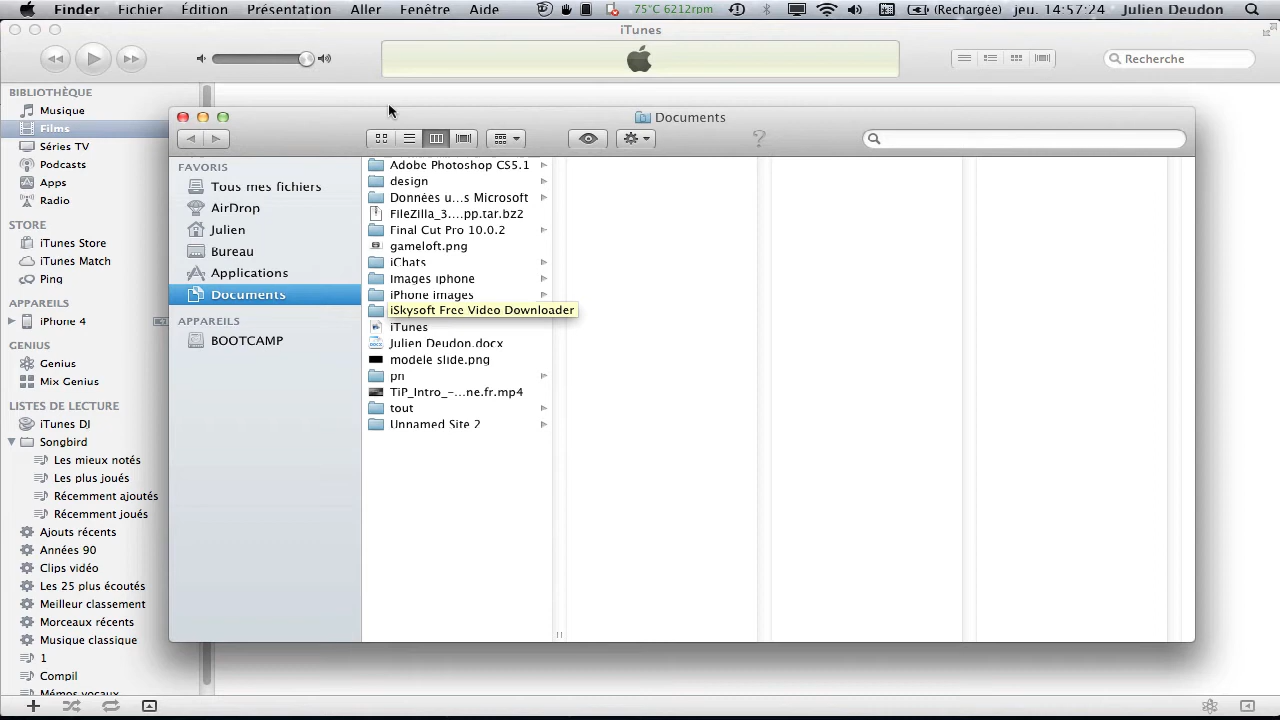 Finder Fichier Édition Présentation Aller Fenêtre Aide 75°C 6212rpm (Rechargée) jeu. 14:57:24 Julien Deudon
iTunes
Recherche
BIBLIOTHÈQUE
Musique
Films
Séries TV
Podcasts
Apps
Radio
STORE
iTunes Store
iTunes Match
Ping
APPAREILS
iPhone 4
GENIUS
Genius
Mix Genius
LISTES DE LECTURE
iTunes DJ
Songbird
Les mieux notés
Les plus joués
Récemment ajoutés
Récemment joués
Ajouts récents
Années 90
Clips vidéo
Les 25 plus écoutés
Meilleur classement
Morceaux récents
Musique classique
1
Compil
Mémos vocaux
Documents
?
FAVORIS
Tous mes fichiers
AirDrop
Julien
Bureau
Applications
Documents
APPAREILS
BOOTCAMP
Adobe Photoshop CS5.1
design
Données u...s Microsoft
FileZilla_3....pp.tar.bz2
Final Cut Pro 10.0.2
gameloft.png
iChats
Images iphone
iPhone images
iSkysoft Free Video Downloader
iTunes
Julien Deudon.docx
modele slide.png
pn
TiP_Intro_-...ne.fr.mp4
tout
Unnamed Site 2